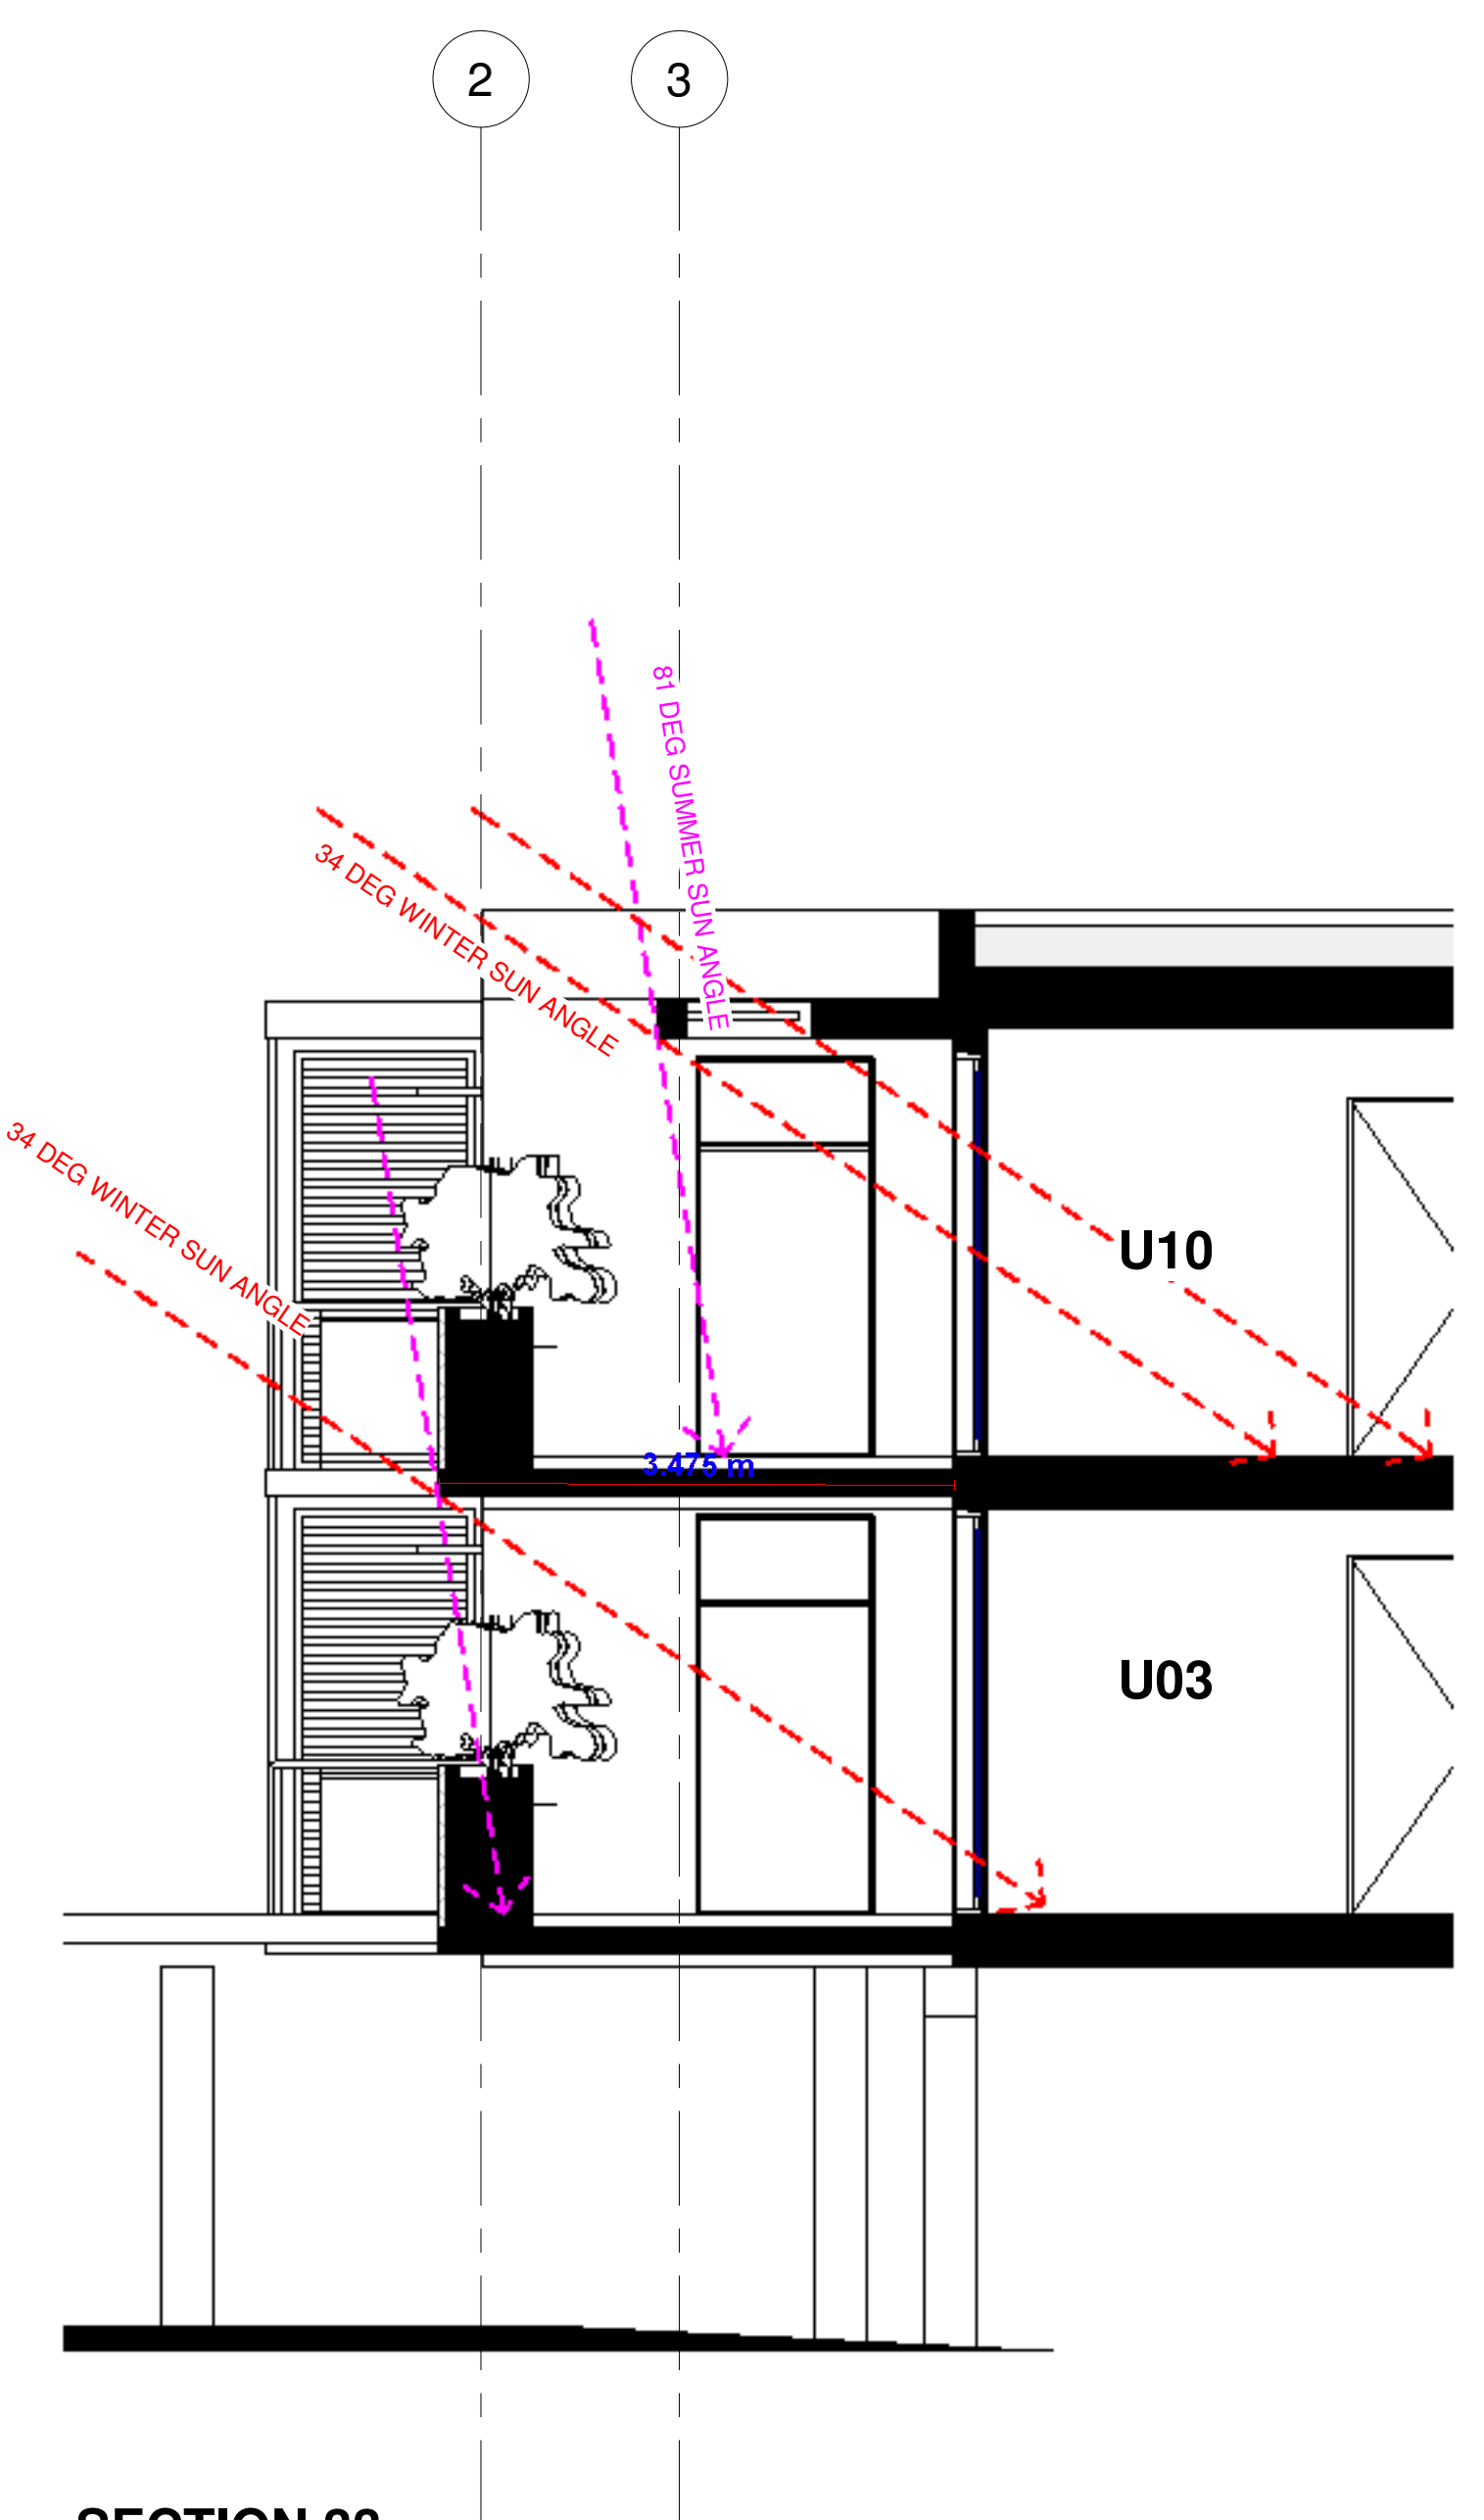 2
3
81 DEG SUMMER SUN ANGLE
34 DEG WINTER SUN ANGLE
34 DEG WINTER SUN ANGLE
U10
3.475 m
U03
SECTION